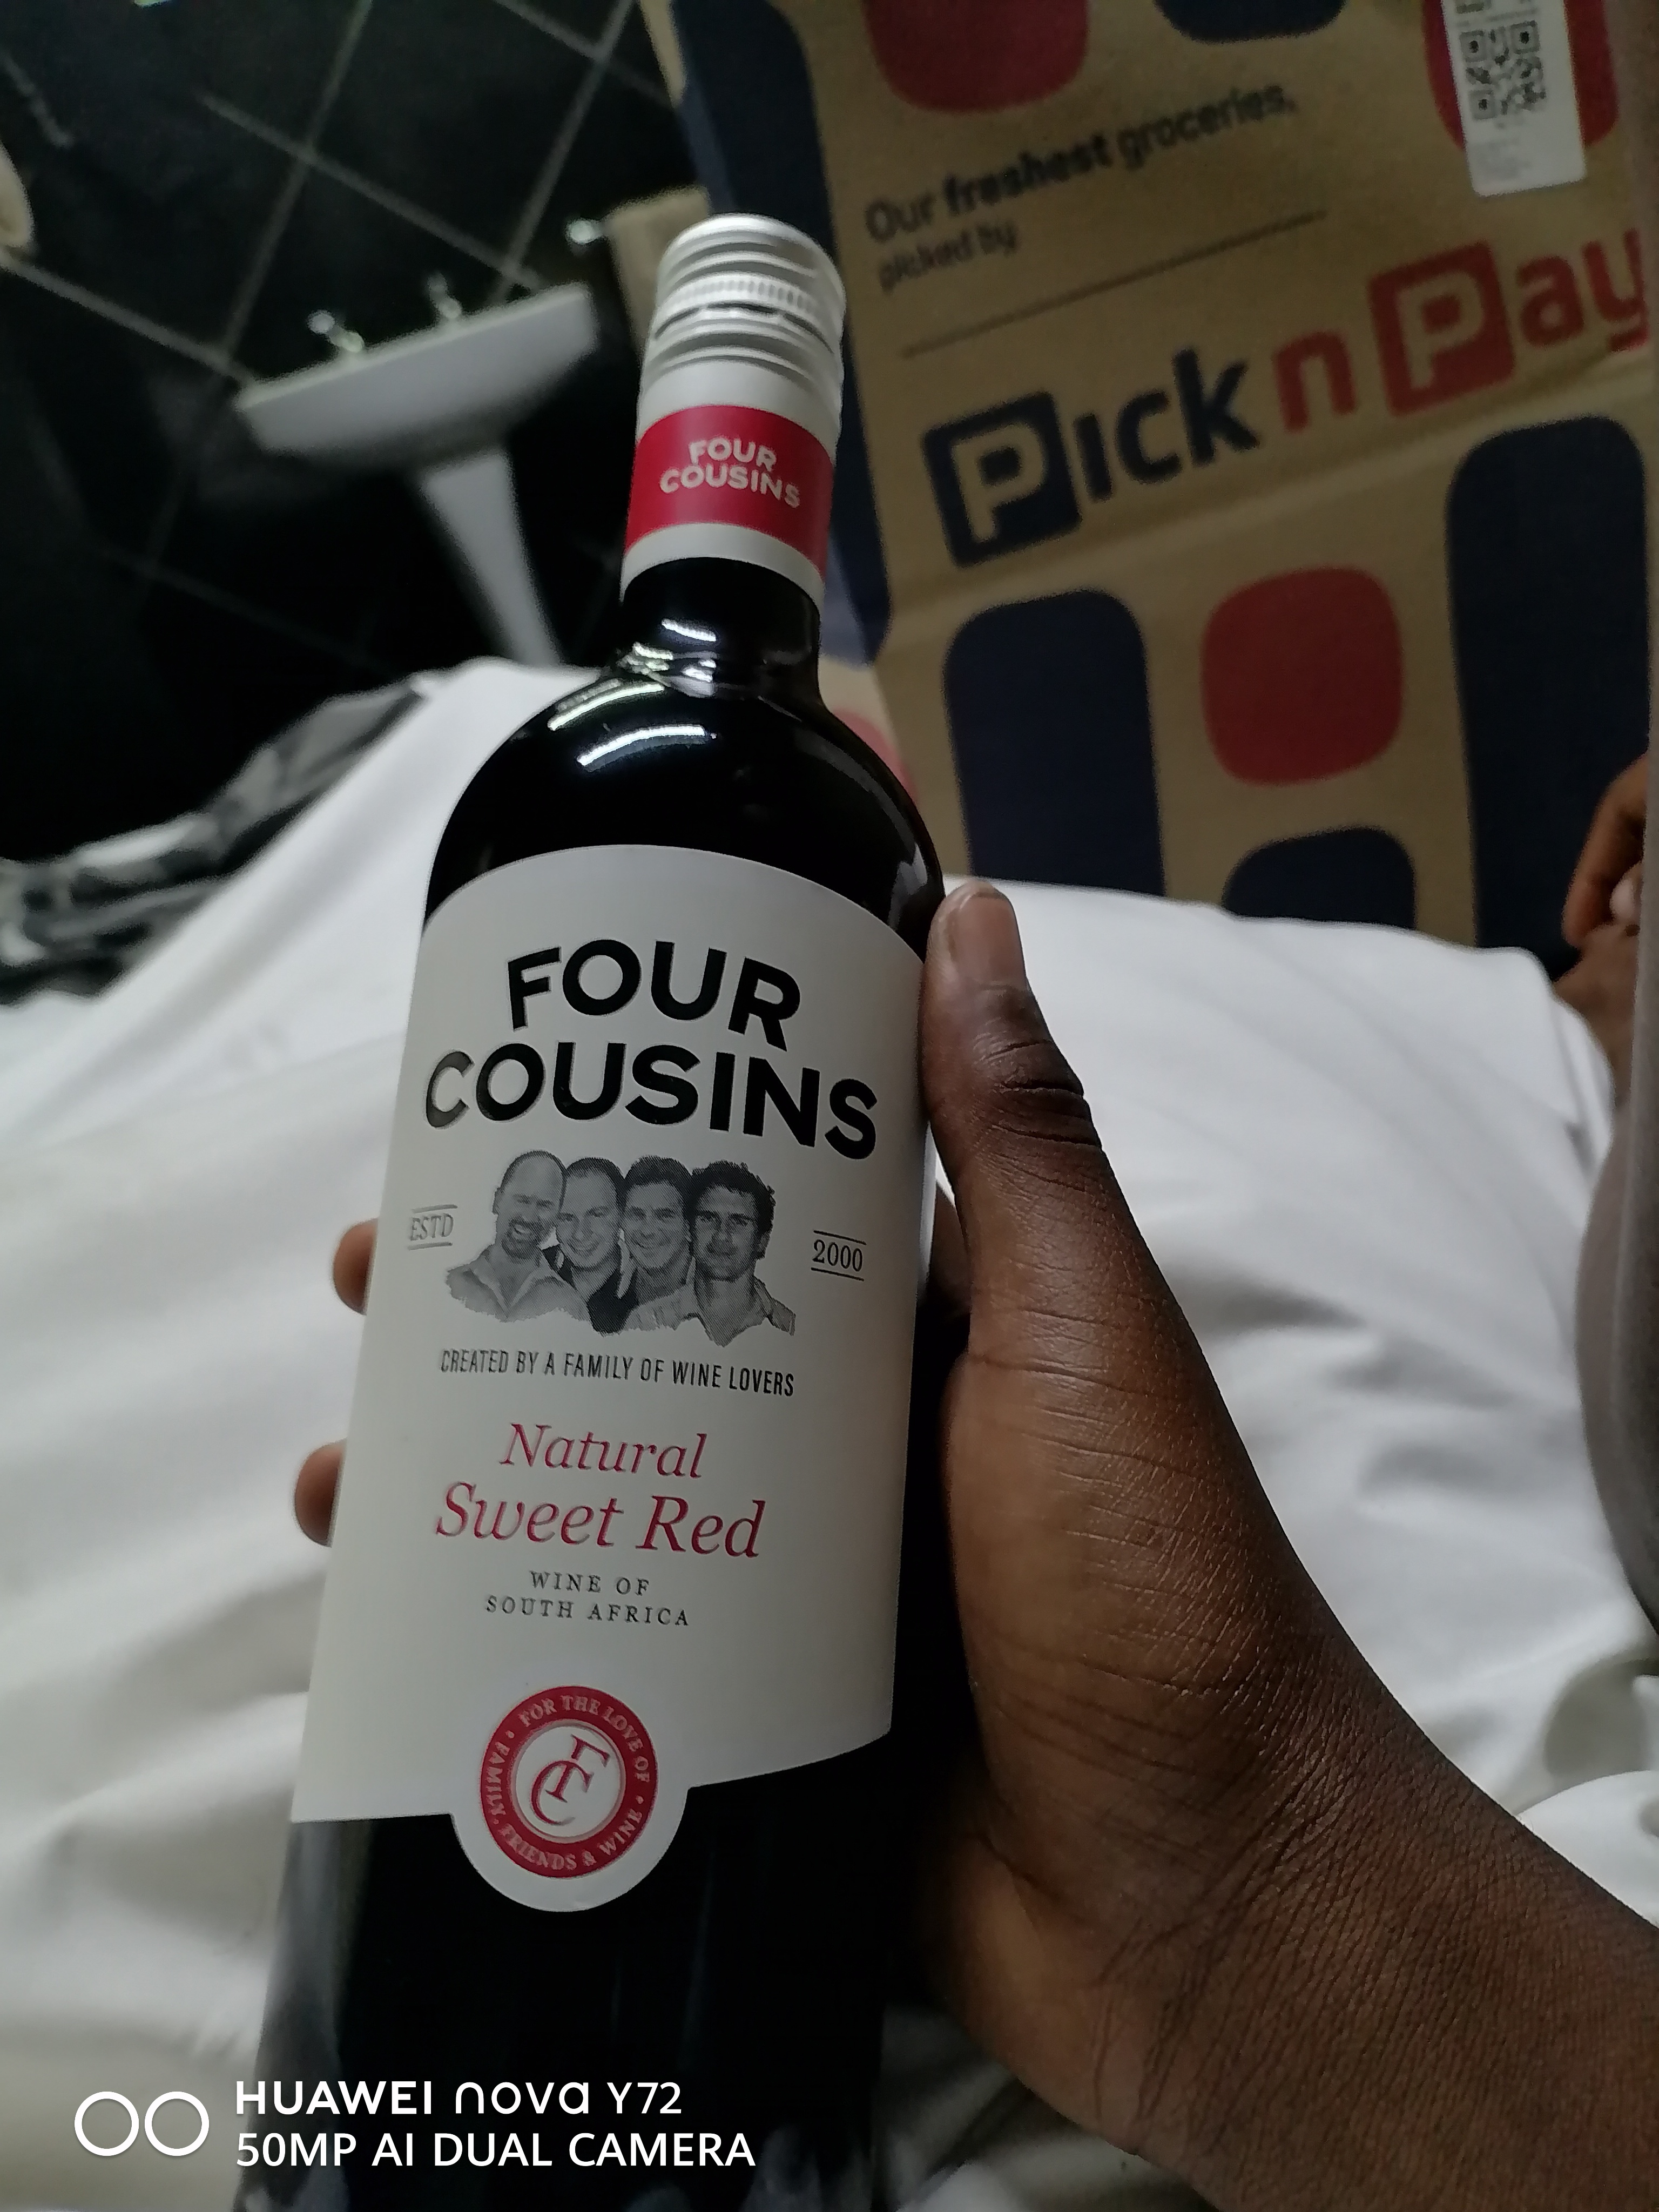 Our freshest groceries,
picked by
Pick n Pay
FOUR
COUSINS
FOUR
COUSINS
ESTD
2000
CREATED BY A FAMILY OF WINE LOVERS
Natural
Sweet Red
WINE OF
SOUTH AFRICA
FOR THE LOVE OF • FAMILY, FRIENDS & WINE •
FC
HUAWEI nova Y72
50MP AI DUAL CAMERA